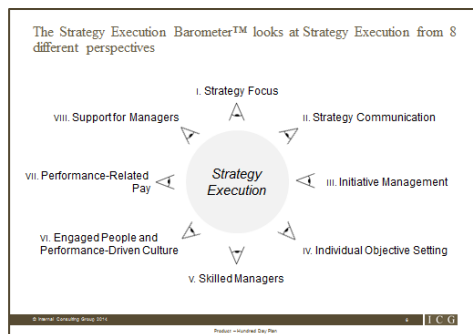 The Strategy Execution Barometer™ looks at Strategy Execution from 8
different perspectives
I. Strategy Focus
VIII. Support for Managers
II. Strategy Communication
VII. Performance-Related
Pay
Strategy
Execution
III. Initiative Management
VI. Engaged People and
Performance-Driven Culture
IV. Individual Objective Setting
V. Skilled Managers
© Internal Consulting Group 2014
ICG
Product – Hundred Day Plan